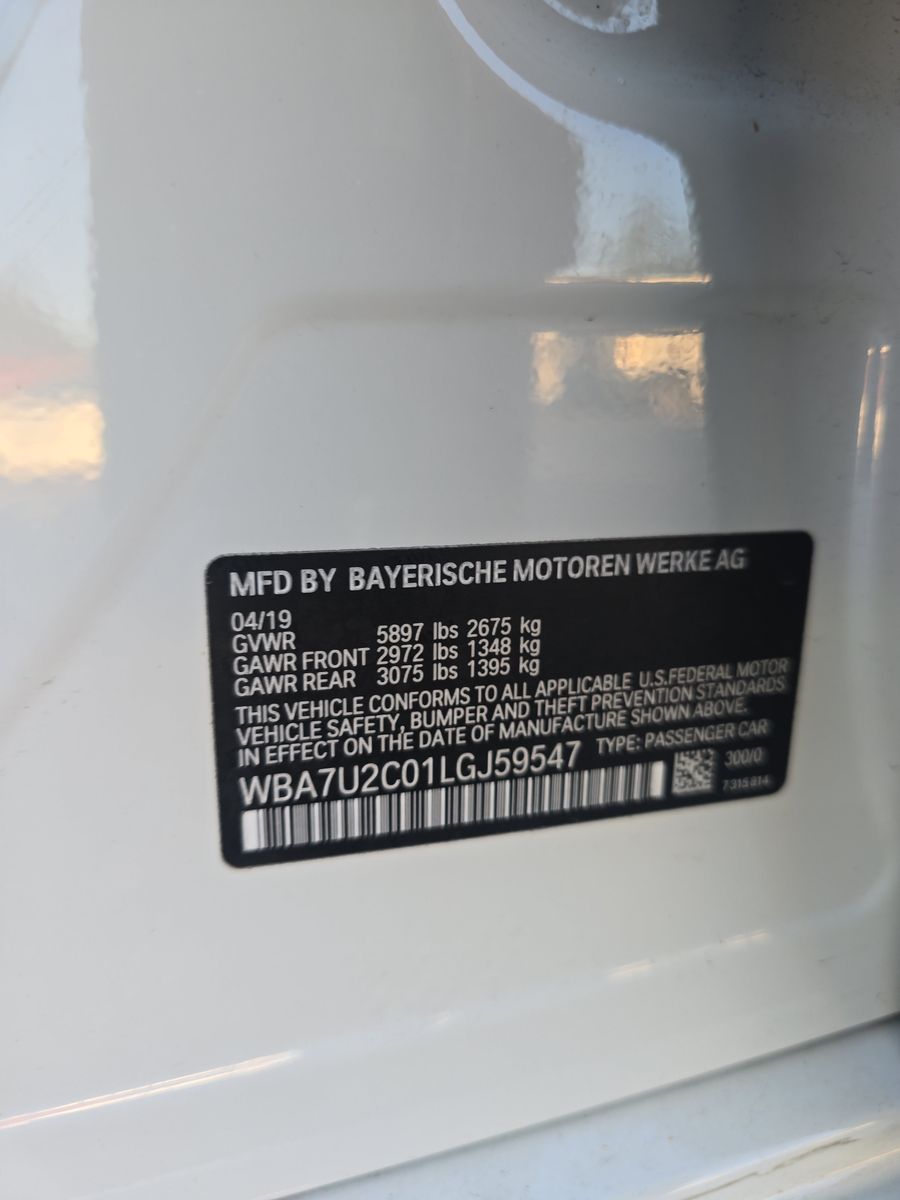 MFD BY BAYERISCHE MOTOREN WERKE AG
04/19
GVWR 5897 lbs 2675 kg
GAWR FRONT 2972 lbs 1348 kg
GAWR REAR 3075 lbs 1395 kg
THIS VEHICLE CONFORMS TO ALL APPLICABLE U.S.FEDERAL MOTOR
VEHICLE SAFETY, BUMPER AND THEFT PREVENTION STANDARDS
IN EFFECT ON THE DATE OF MANUFACTURE SHOWN ABOVE.
WBA7U2C01LGJ59547 TYPE: PASSENGER CAR
300/0
7315814